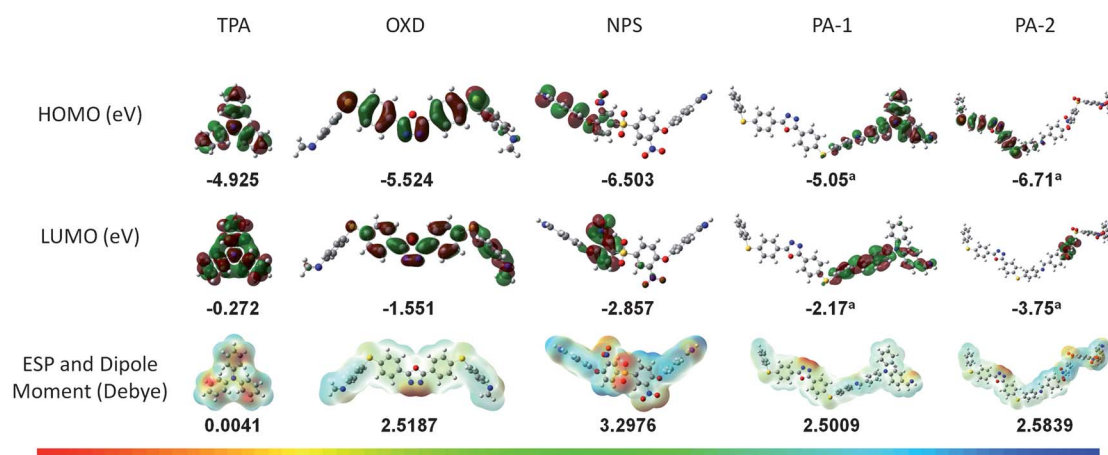 TPA OXD NPS PA-1 PA-2
HOMO (eV)
-4.925 -5.524 -6.503 -5.05ᵃ -6.71ᵃ
LUMO (eV)
-0.272 -1.551 -2.857 -2.17ᵃ -3.75ᵃ
ESP and Dipole
Moment (Debye)
0.0041 2.5187 3.2976 2.5009 2.5839